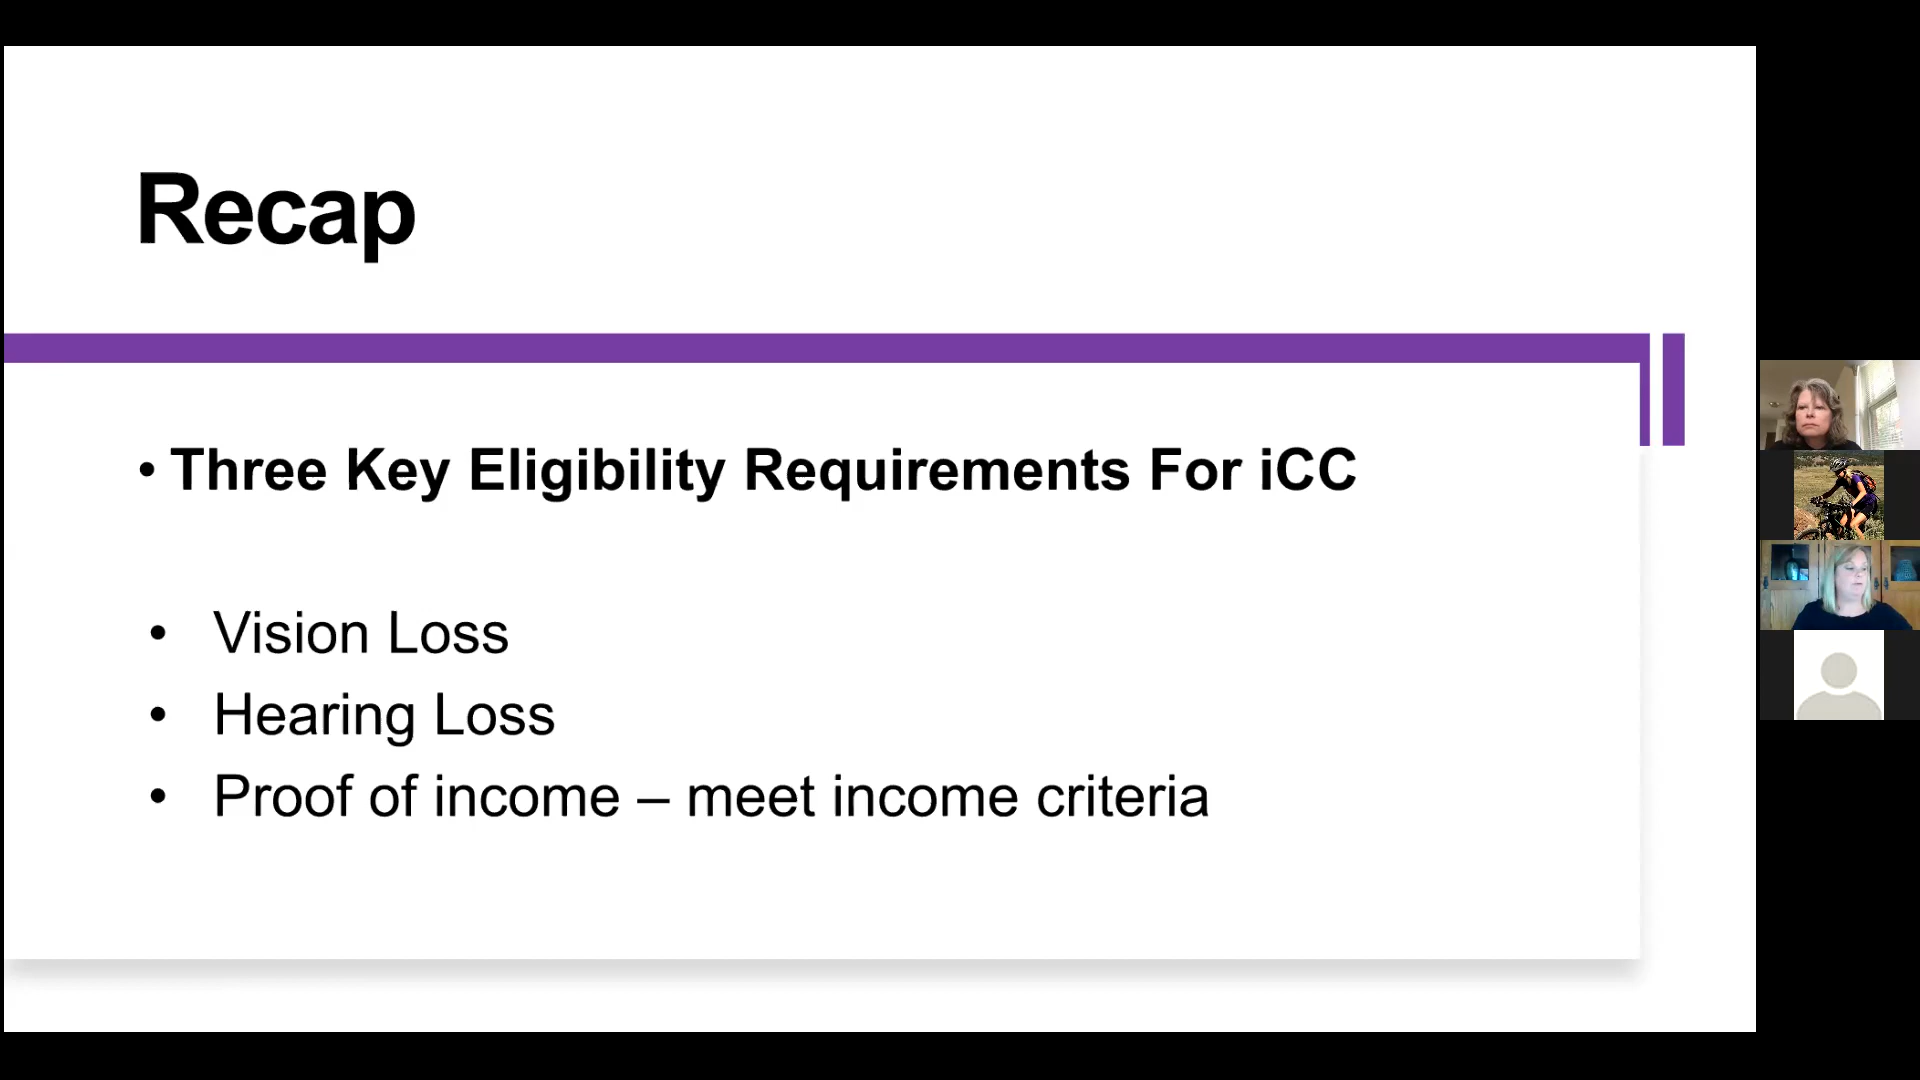 Recap
• Three Key Eligibility Requirements For iCC
• Vision Loss
• Hearing Loss
• Proof of income – meet income criteria